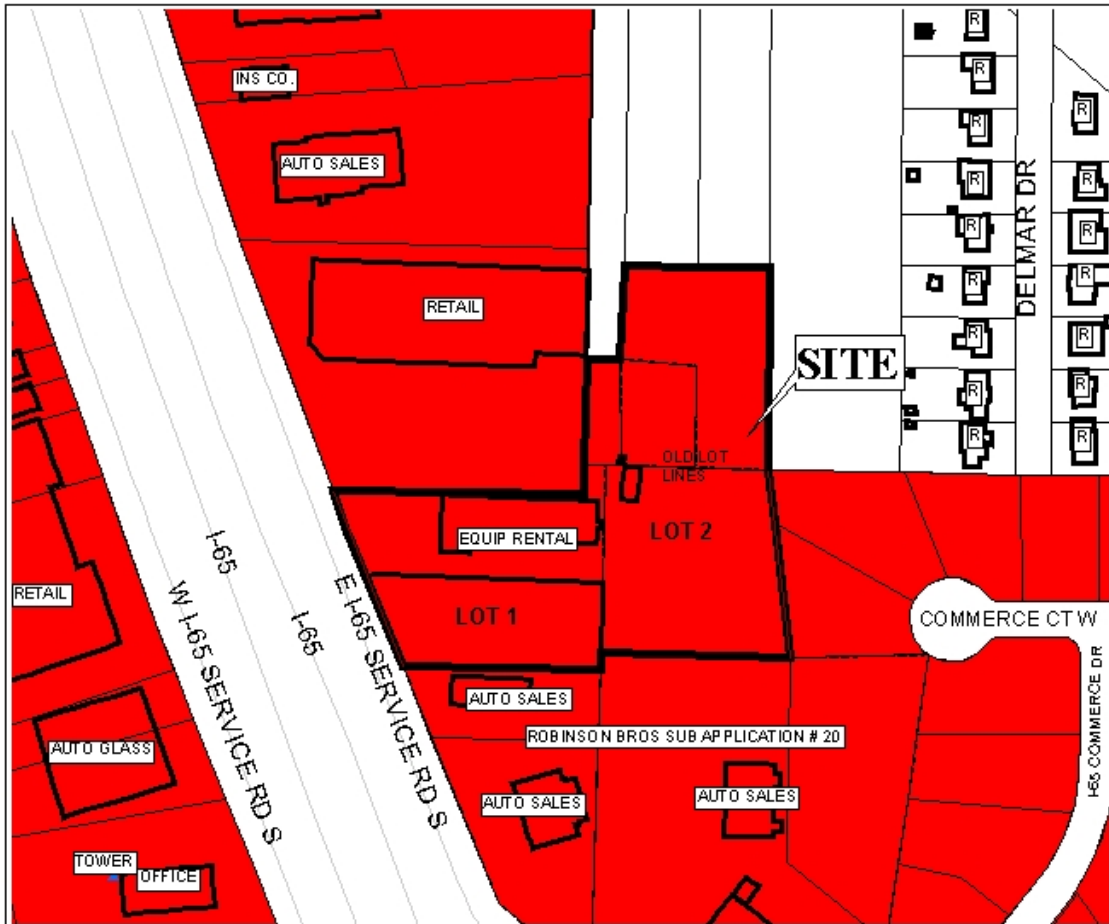 R
INS CO.
R
R
R
AUTO SALES
R
R
R
R
DELMAR DR
R
R
R
RETAIL
R
R
SITE
R
R
R
R
OLD LOT
LINES
LOT 2
EQUIP RENTAL
I-65
RETAIL
W I-65 SERVICE RD S
I-65
E I-65 SERVICE RD S
LOT 1
COMMERCE CT W
I-65 COMMERCE DR
AUTO SALES
ROBINSON BROS SUB APPLICATION # 20
AUTO GLASS
AUTO SALES
AUTO SALES
TOWER
OFFICE